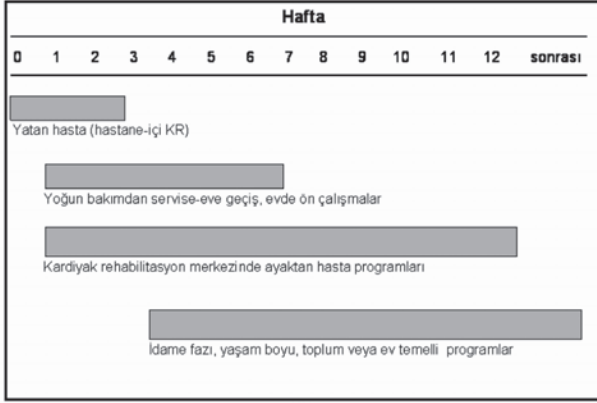 Hafta
0 1 2 3 4 5 6 7 8 9 10 11 12 sonrası
Yatan hasta (hastane-içi KR)
Yoğun bakımdan servise-eve geçiş, evde ön çalışmalar
Kardiyak rehabilitasyon merkezinde ayaktan hasta programları
İdame fazı, yaşam boyu, toplum veya ev temelli programlar